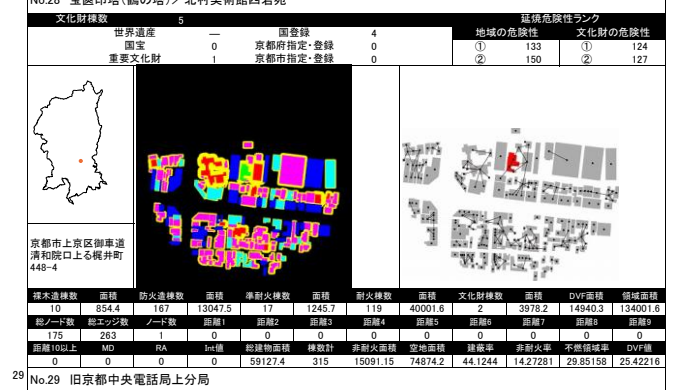 No.28 宝篋印塔(鶴の塔)／北村美術館四君苑
文化財棟数 5 延焼危険性ランク
世界遺産 ― 国登録 4 地域の危険性 文化財の危険性
国宝 0 京都府指定・登録 0 ① 133 ① 124
重要文化財 1 京都市指定・登録 0 ② 150 ② 127
京都市上京区御車道
清和院口上る梶井町
448-4
裸木造棟数 面積 防火造棟数 面積 準耐火棟数 面積 耐火棟数 面積 文化財棟数 面積 DVF面積 領域面積
10 854.4 167 13047.5 17 1245.7 119 40001.6 2 3978.2 14940.3 134001.6
総ノード数 総エッジ数 ノード数 距離1 距離2 距離3 距離4 距離5 距離6 距離7 距離8 距離9
175 263 1 0 0 0 0 0 0 0 0 0
距離10以上 MD RA Int値 総建物面積 棟数計 非耐火面積 空地面積 建蔽率 非耐火率 不燃領域率 DVF値
0 0 0 0 59127.4 315 15091.15 74874.2 44.1244 14.27281 29.85158 25.42216
29 No.29 旧京都中央電話局上分局